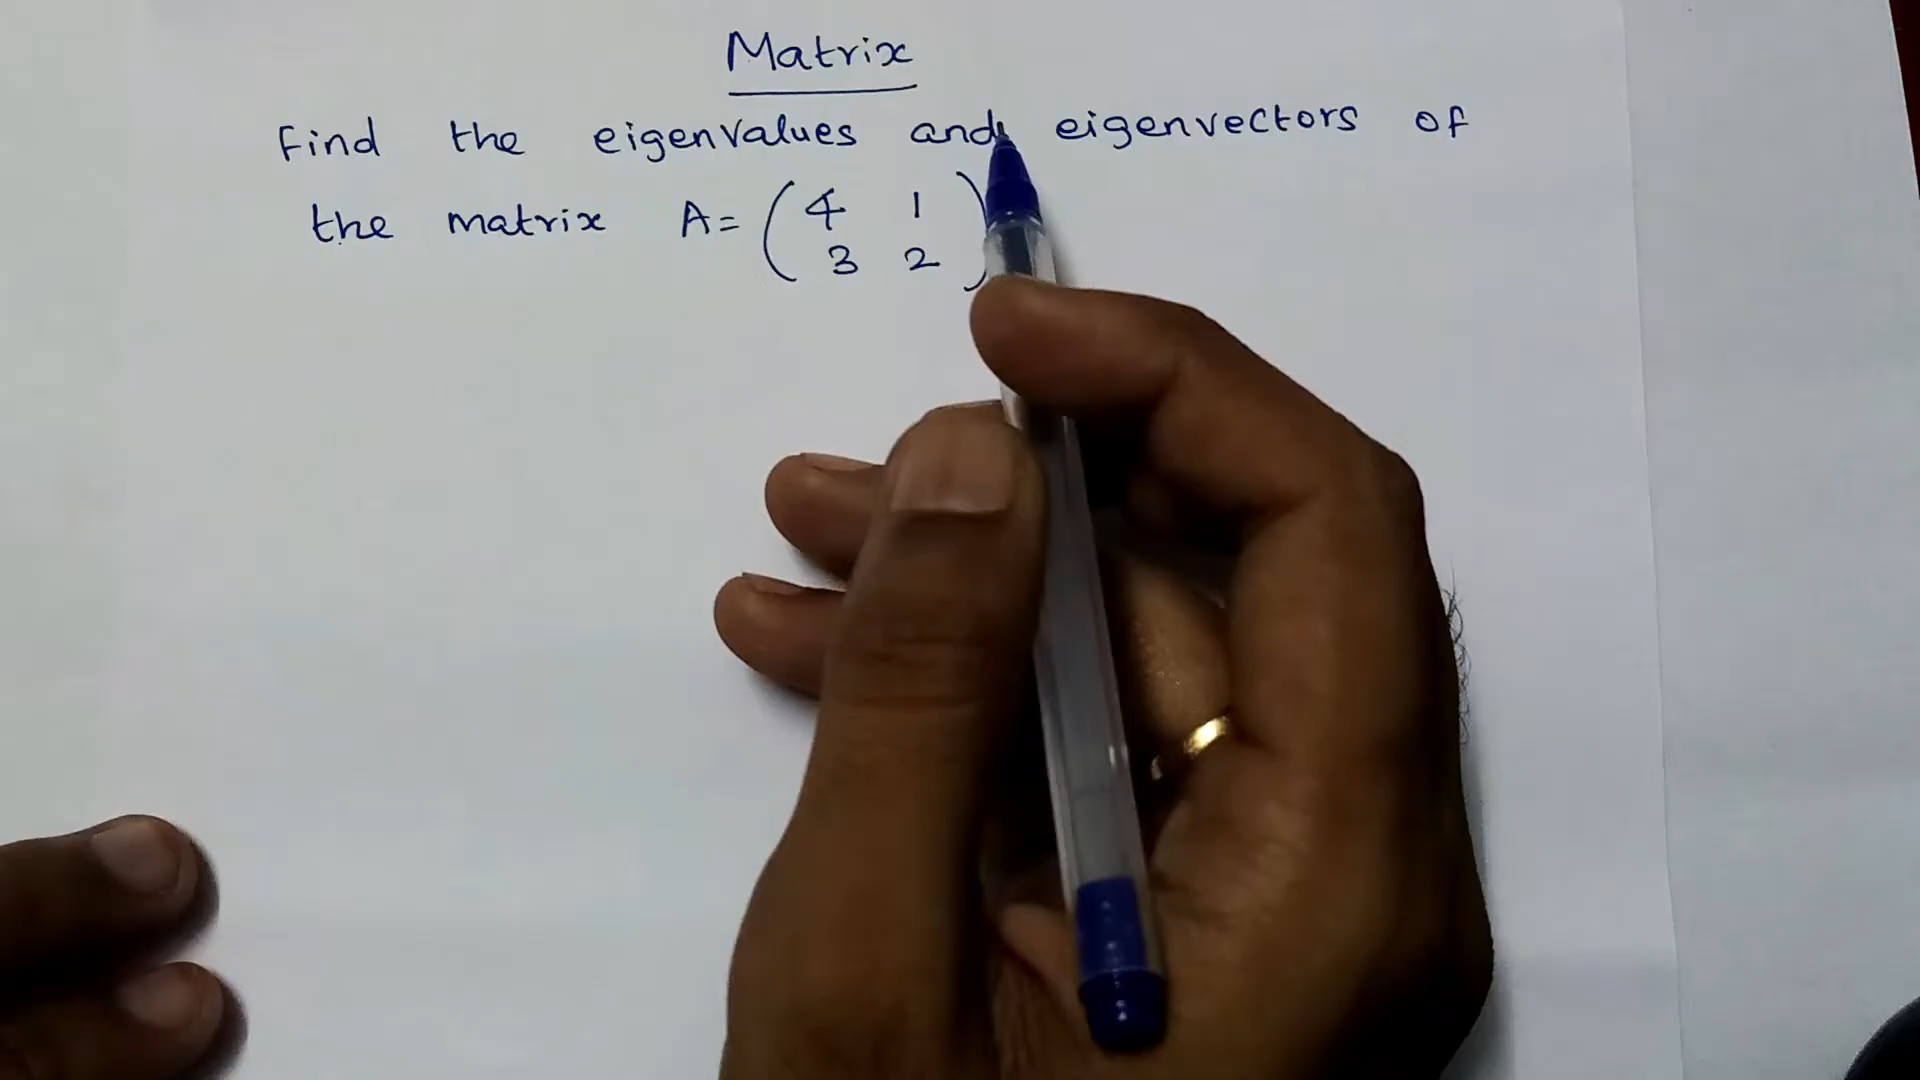 Matrix
Find the eigenvalues and eigenvectors of
the matrix A= ( 4 1 )
3 2